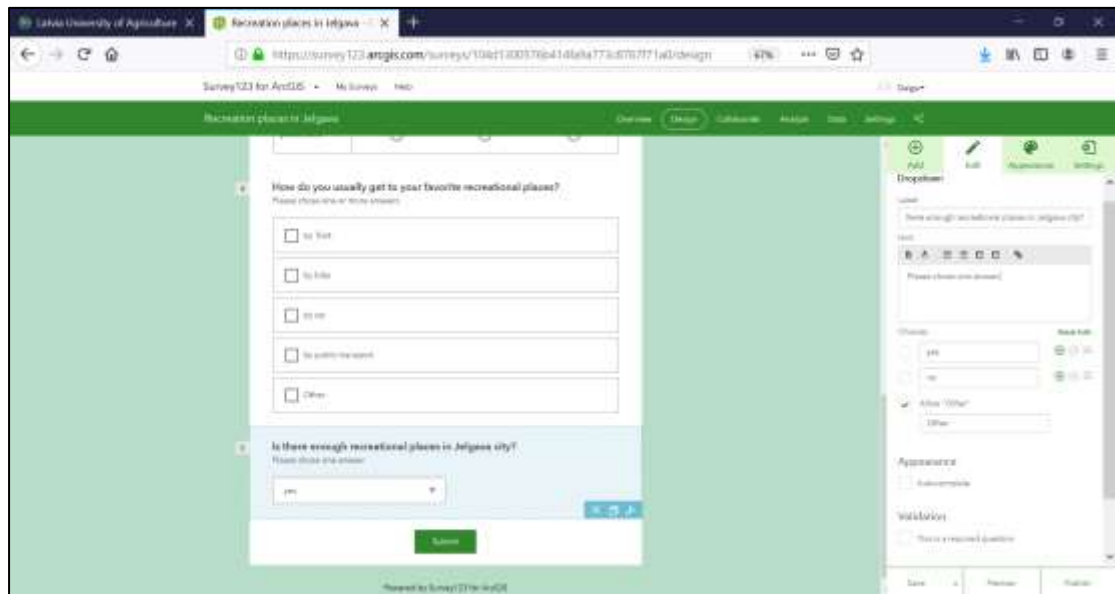 Latvia University of Agriculture
Recreation places in Jelgava
Survey123 for ArcGIS
My Surveys
Help
Recreation places in Jelgava
Overview
Design
Collaborate
Analyze
Data
Settings
Add
Edit
Appearance
Settings
How do you usually get to your favorite recreational places?
Please chose one or more answers
by foot
by bike
by car
by public transport
Other
Is there enough recreational places in Jelgava city?
Please chose one answer
yes
Submit
Powered by Survey123 for ArcGIS
Dropdown
Label
there enough recreational places in Jelgava city?
Hint
Please chose one answer
Choices
yes
no
Allow "Other"
Other
Appearance
Autocomplete
Validation
This is a required question
Save
Preview
Publish